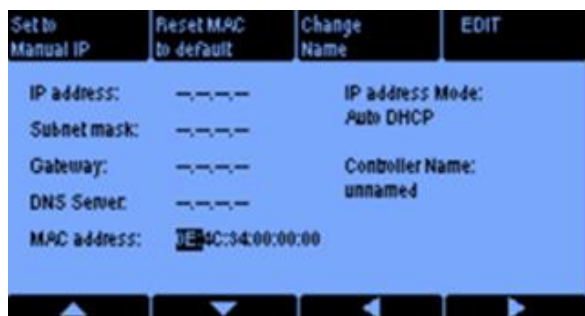 Set to
Manual IP
Reset MAC
to default
Change
Name
EDIT
IP address: --.--.--.--
Subnet mask: --.--.--.--
Gateway: --.--.--.--
DNS Server: --.--.--.--
MAC address: 0E:4C:34:00:00:00
IP address Mode:
Auto DHCP
Controller Name:
unnamed